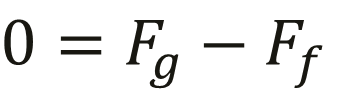 0 = F_g − F_f